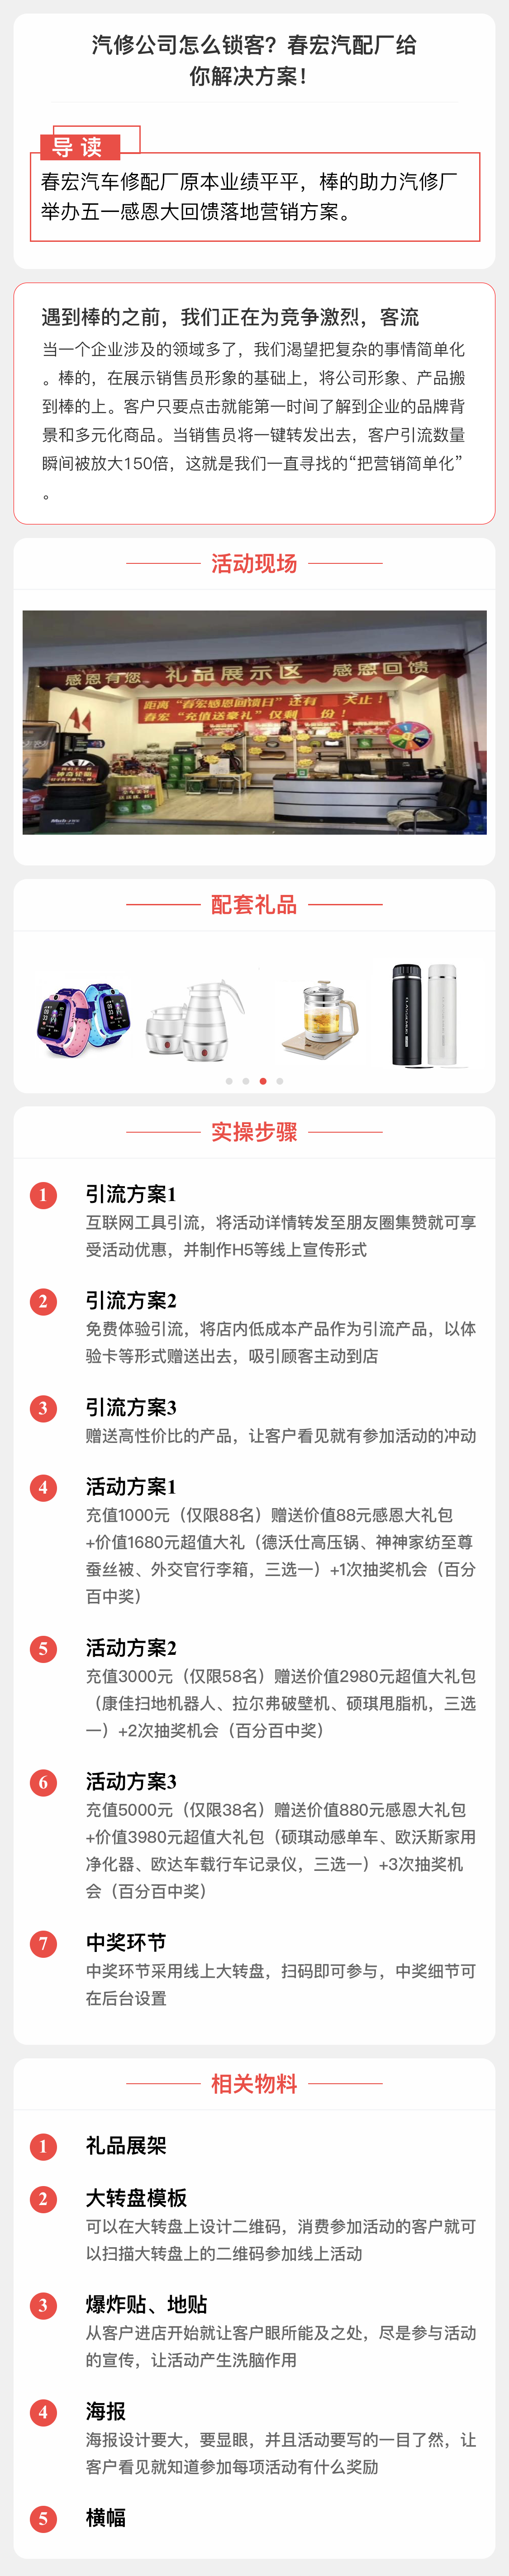 汽修公司怎么锁客？春宏汽配厂给
你解决方案！
导 读
春宏汽车修配厂原本业绩平平，棒的助力汽修厂
举办五一感恩大回馈落地营销方案。
遇到棒的之前，我们正在为竞争激烈，客流
当一个企业涉及的领域多了，我们渴望把复杂的事情简单化
。棒的，在展示销售员形象的基础上，将公司形象、产品搬
到棒的上。客户只要点击就能第一时间了解到企业的品牌背
景和多元化商品。当销售员将一键转发出去，客户引流数量
瞬间被放大150倍，这就是我们一直寻找的“把营销简单化”
。
活动现场
感恩有您 礼品展示区 感恩回馈
距离“春宏感恩回馈日”还有 天止！
春宏“充值送豪礼”仅剩 份！
神奇轮胎
配套礼品
实操步骤
1 引流方案1
互联网工具引流，将活动详情转发至朋友圈集赞就可享
受活动优惠，并制作H5等线上宣传形式
2 引流方案2
免费体验引流，将店内低成本产品作为引流产品，以体
验卡等形式赠送出去，吸引顾客主动到店
3 引流方案3
赠送高性价比的产品，让客户看见就有参加活动的冲动
4 活动方案1
充值1000元（仅限88名）赠送价值88元感恩大礼包
+价值1680元超值大礼（德沃仕高压锅、神神家纺至尊
蚕丝被、外交官行李箱，三选一）+1次抽奖机会（百分
百中奖）
5 活动方案2
充值3000元（仅限58名）赠送价值2980元超值大礼包
（康佳扫地机器人、拉尔弗破壁机、硕琪甩脂机，三选
一）+2次抽奖机会（百分百中奖）
6 活动方案3
充值5000元（仅限38名）赠送价值880元感恩大礼包
+价值3980元超值大礼包（硕琪动感单车、欧沃斯家用
净化器、欧达车载行车记录仪，三选一）+3次抽奖机
会（百分百中奖）
7 中奖环节
中奖环节采用线上大转盘，扫码即可参与，中奖细节可
在后台设置
相关物料
1 礼品展架
2 大转盘模板
可以在大转盘上设计二维码，消费参加活动的客户就可
以扫描大转盘上的二维码参加线上活动
3 爆炸贴、地贴
从客户进店开始就让客户眼所能及之处，尽是参与活动
的宣传，让活动产生洗脑作用
4 海报
海报设计要大，要显眼，并且活动要写的一目了然，让
客户看见就知道参加每项活动有什么奖励
5 横幅